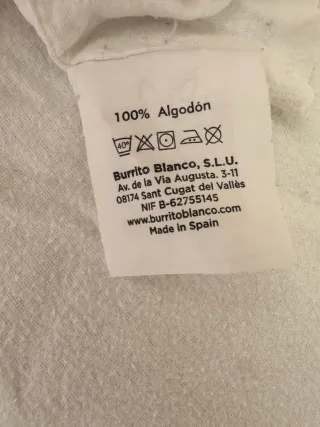 100% Algodón
40°
Burrito Blanco, S.L.U.
Av. de la Via Augusta. 3-11
08174 Sant Cugat del Vallès
NIF B-62755145
www.burritoblanco.com
Made in Spain